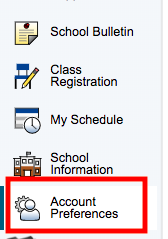 School Bulletin
Class
Registration
My Schedule
School
Information
Account
Preferences